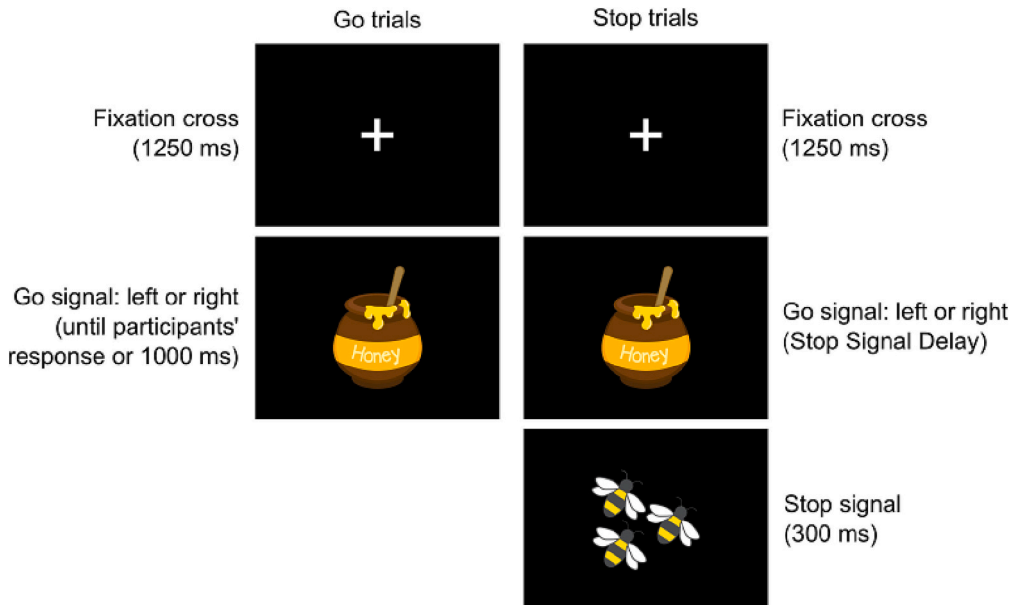 Go trials
Stop trials
Fixation cross
(1250 ms)
Fixation cross
(1250 ms)
Go signal: left or right
(until participants'
response or 1000 ms)
Honey
Honey
Go signal: left or right
(Stop Signal Delay)
Stop signal
(300 ms)